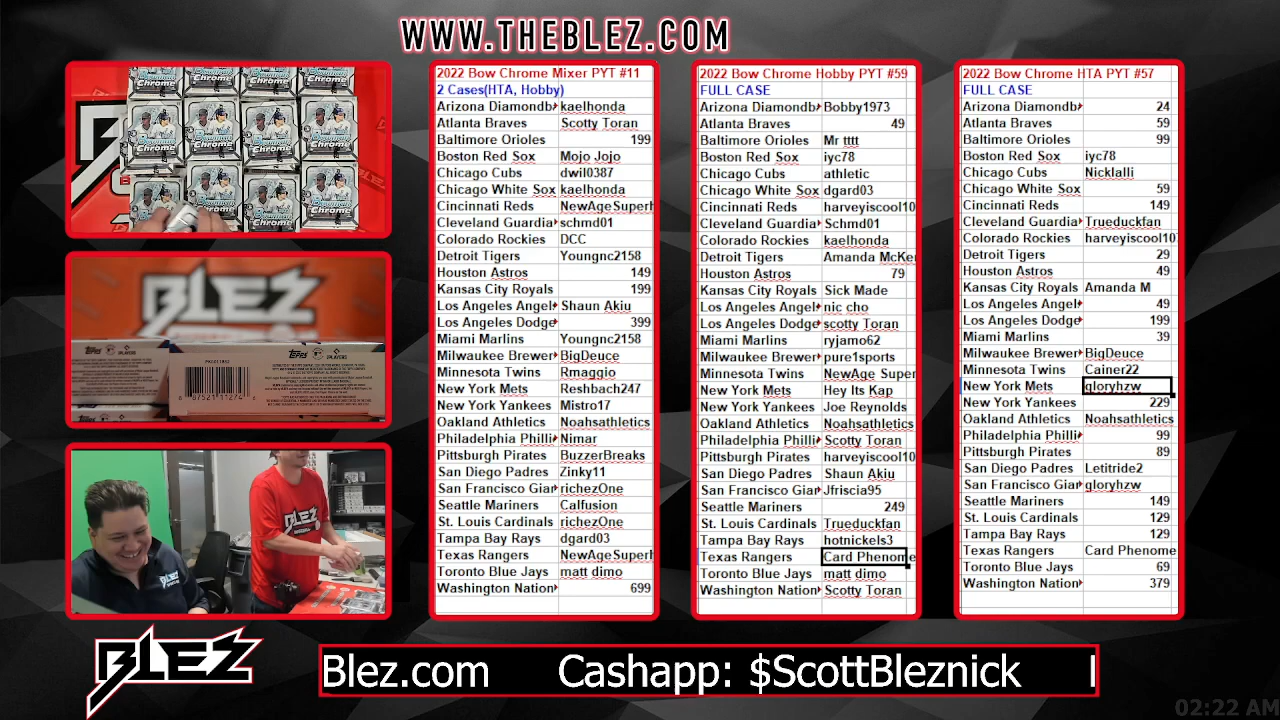 WWW.THEBLEZ.COM
2022 Bow Chrome Mixer PYT #11
2 Cases(HTA, Hobby)
Arizona Diamondb kaelhonda
Atlanta Braves Scotty Toran
Baltimore Orioles 199
Boston Red Sox Mojo Jojo
Chicago Cubs dwil0387
Chicago White Sox kaelhonda
Cincinnati Reds NewAgeSuperh
Cleveland Guardia schmd01
Colorado Rockies DCC
Detroit Tigers Youngnc2158
Houston Astros 149
Kansas City Royals 199
Los Angeles Angel Shaun Akiu
Los Angeles Dodge 399
Miami Marlins Youngnc2158
Milwaukee Brewer BigDeuce
Minnesota Twins Rmaggio
New York Mets Reshbach247
New York Yankees Mistro17
Oakland Athletics Noahsathletics
Philadelphia Philli Nimar
Pittsburgh Pirates BuzzerBreaks
San Diego Padres Zinky11
San Francisco Giar richezOne
Seattle Mariners Calfusion
St. Louis Cardinals richezOne
Tampa Bay Rays dgard03
Texas Rangers NewAgeSuperh
Toronto Blue Jays matt dimo
Washington Nation 699
2022 Bow Chrome Hobby PYT #59
FULL CASE
Arizona Diamondb Bobby1973
Atlanta Braves 49
Baltimore Orioles Mr tttt
Boston Red Sox iyc78
Chicago Cubs athletic
Chicago White Sox dgard03
Cincinnati Reds harveyiscool10
Cleveland Guardia Schmd01
Colorado Rockies kaelhonda
Detroit Tigers Amanda McKer
Houston Astros 79
Kansas City Royals Sick Made
Los Angeles Angel nic cho
Los Angeles Dodge scotty Toran
Miami Marlins ryjamo62
Milwaukee Brewer pure1sports
Minnesota Twins NewAge Super
New York Mets Hey Its Kap
New York Yankees Joe Reynolds
Oakland Athletics Noahsathletics
Philadelphia Philli Scotty Toran
Pittsburgh Pirates harveyiscool10
San Diego Padres Shaun Akiu
San Francisco Giar Jfriscia95
Seattle Mariners 249
St. Louis Cardinals Trueduckfan
Tampa Bay Rays hotnickels3
Texas Rangers Card Phenome
Toronto Blue Jays matt dimo
Washington Nation Scotty Toran
2022 Bow Chrome HTA PYT #57
FULL CASE
Arizona Diamondb 24
Atlanta Braves 59
Baltimore Orioles 99
Boston Red Sox iyc78
Chicago Cubs Nicklalli
Chicago White Sox 59
Cincinnati Reds 149
Cleveland Guardia Trueduckfan
Colorado Rockies harveyiscool10
Detroit Tigers 29
Houston Astros 49
Kansas City Royals Amanda M
Los Angeles Angel 49
Los Angeles Dodge 199
Miami Marlins 39
Milwaukee Brewer BigDeuce
Minnesota Twins Cainer22
New York Mets gloryhzw
New York Yankees 229
Oakland Athletics Noahsathletics
Philadelphia Philli 99
Pittsburgh Pirates 89
San Diego Padres Letitride2
San Francisco Giar gloryhzw
Seattle Mariners 149
St. Louis Cardinals 129
Tampa Bay Rays 129
Texas Rangers Card Phenome
Toronto Blue Jays 69
Washington Nation 379
Chrome
BLEZ
Topps
BLEZ
BLEZ
Blez.com Cashapp: $ScottBleznick
02:22 AM